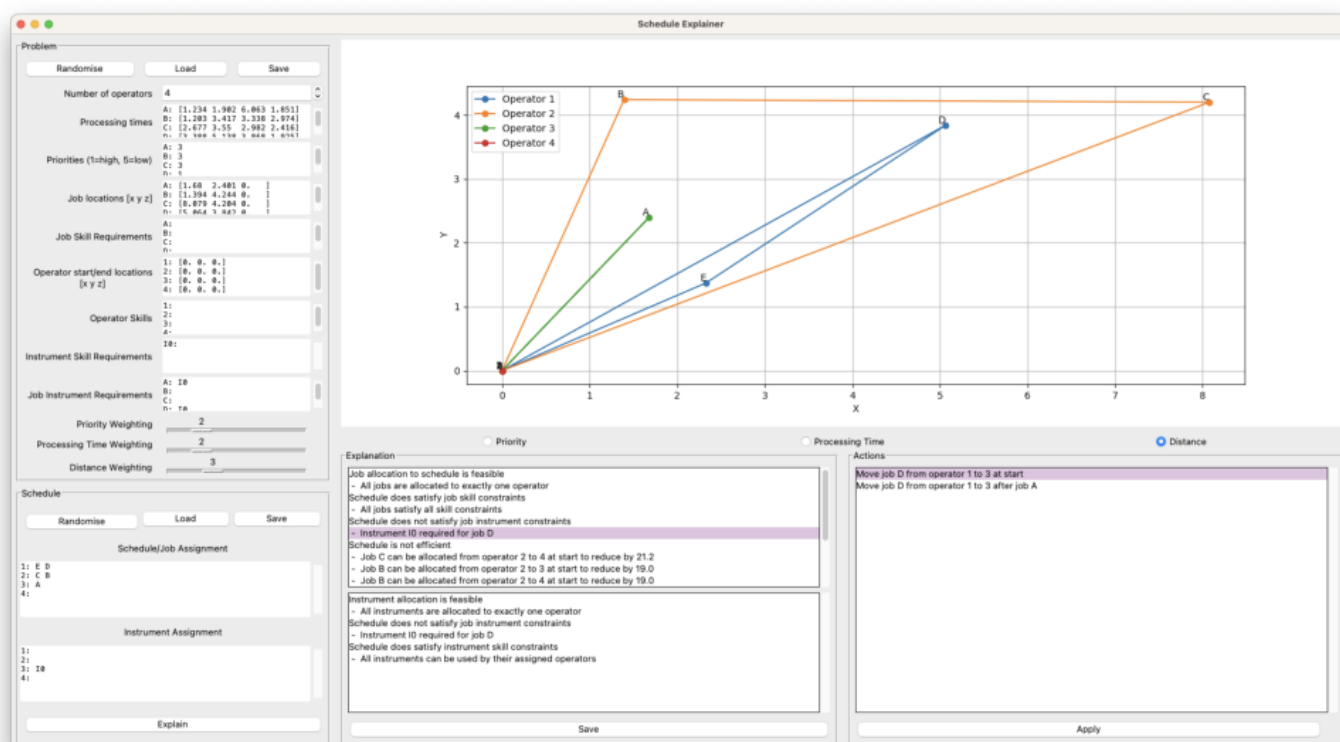 Schedule Explainer
Problem
Randomise Load Save
Number of operators 4
Processing times
A: [1.234 1.902 6.063 1.851]
B: [1.203 3.417 3.338 2.974]
C: [2.677 3.55 2.982 2.416]
Priorities (1=high, 5=low)
A: 3
B: 3
C: 3
Job locations [x y z]
A: [1.68 2.401 0. ]
B: [1.394 4.244 0. ]
C: [8.079 4.204 0. ]
D: [5.064 3.842 0. ]
Job Skill Requirements
A:
B:
C:
D:
Operator start/end locations
[x y z]
1: [0. 0. 0.]
2: [0. 0. 0.]
3: [0. 0. 0.]
4: [0. 0. 0.]
Operator Skills
1:
2:
3:
4:
Instrument Skill Requirements
I0:
Job Instrument Requirements
A: I0
B:
C:
D: I0
Priority Weighting 2
Processing Time Weighting 2
Distance Weighting 3
Schedule
Randomise Load Save
Schedule/Job Assignment
1: E D
2: C B
3: A
4:
Instrument Assignment
1:
2:
3: I0
4:
Explain
Operator 1
Operator 2
Operator 3
Operator 4
B
C
D
A
E
4
3
2
1
0
Y
0 1 2 3 4 5 6 7 8
X
Priority Processing Time Distance
Explanation
Job allocation to schedule is feasible
- All jobs are allocated to exactly one operator
Schedule does satisfy job skill constraints
- All jobs satisfy all skill constraints
Schedule does not satisfy job instrument constraints
- Instrument I0 required for job D
Schedule is not efficient
- Job C can be allocated from operator 2 to 4 at start to reduce by 21.2
- Job B can be allocated from operator 2 to 3 at start to reduce by 19.0
- Job B can be allocated from operator 2 to 4 at start to reduce by 19.0
Instrument allocation is feasible
- All instruments are allocated to exactly one operator
Schedule does not satisfy job instrument constraints
- Instrument I0 required for job D
Schedule does satisfy instrument skill constraints
- All instruments can be used by their assigned operators
Save
Actions
Move job D from operator 1 to 3 at start
Move job D from operator 1 to 3 after job A
Apply